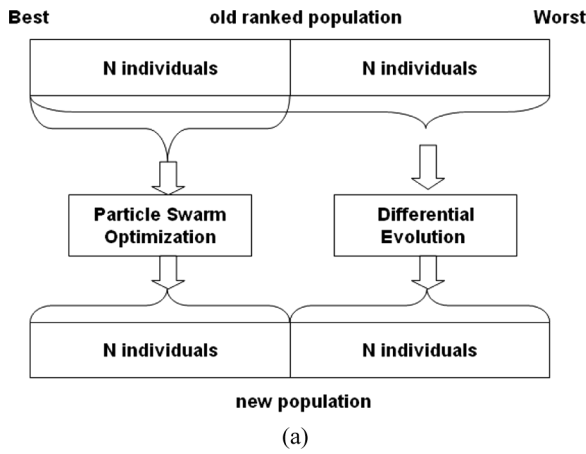 Best old ranked population Worst
N individuals N individuals
Particle Swarm
Optimization
Differential
Evolution
N individuals N individuals
new population
(a)